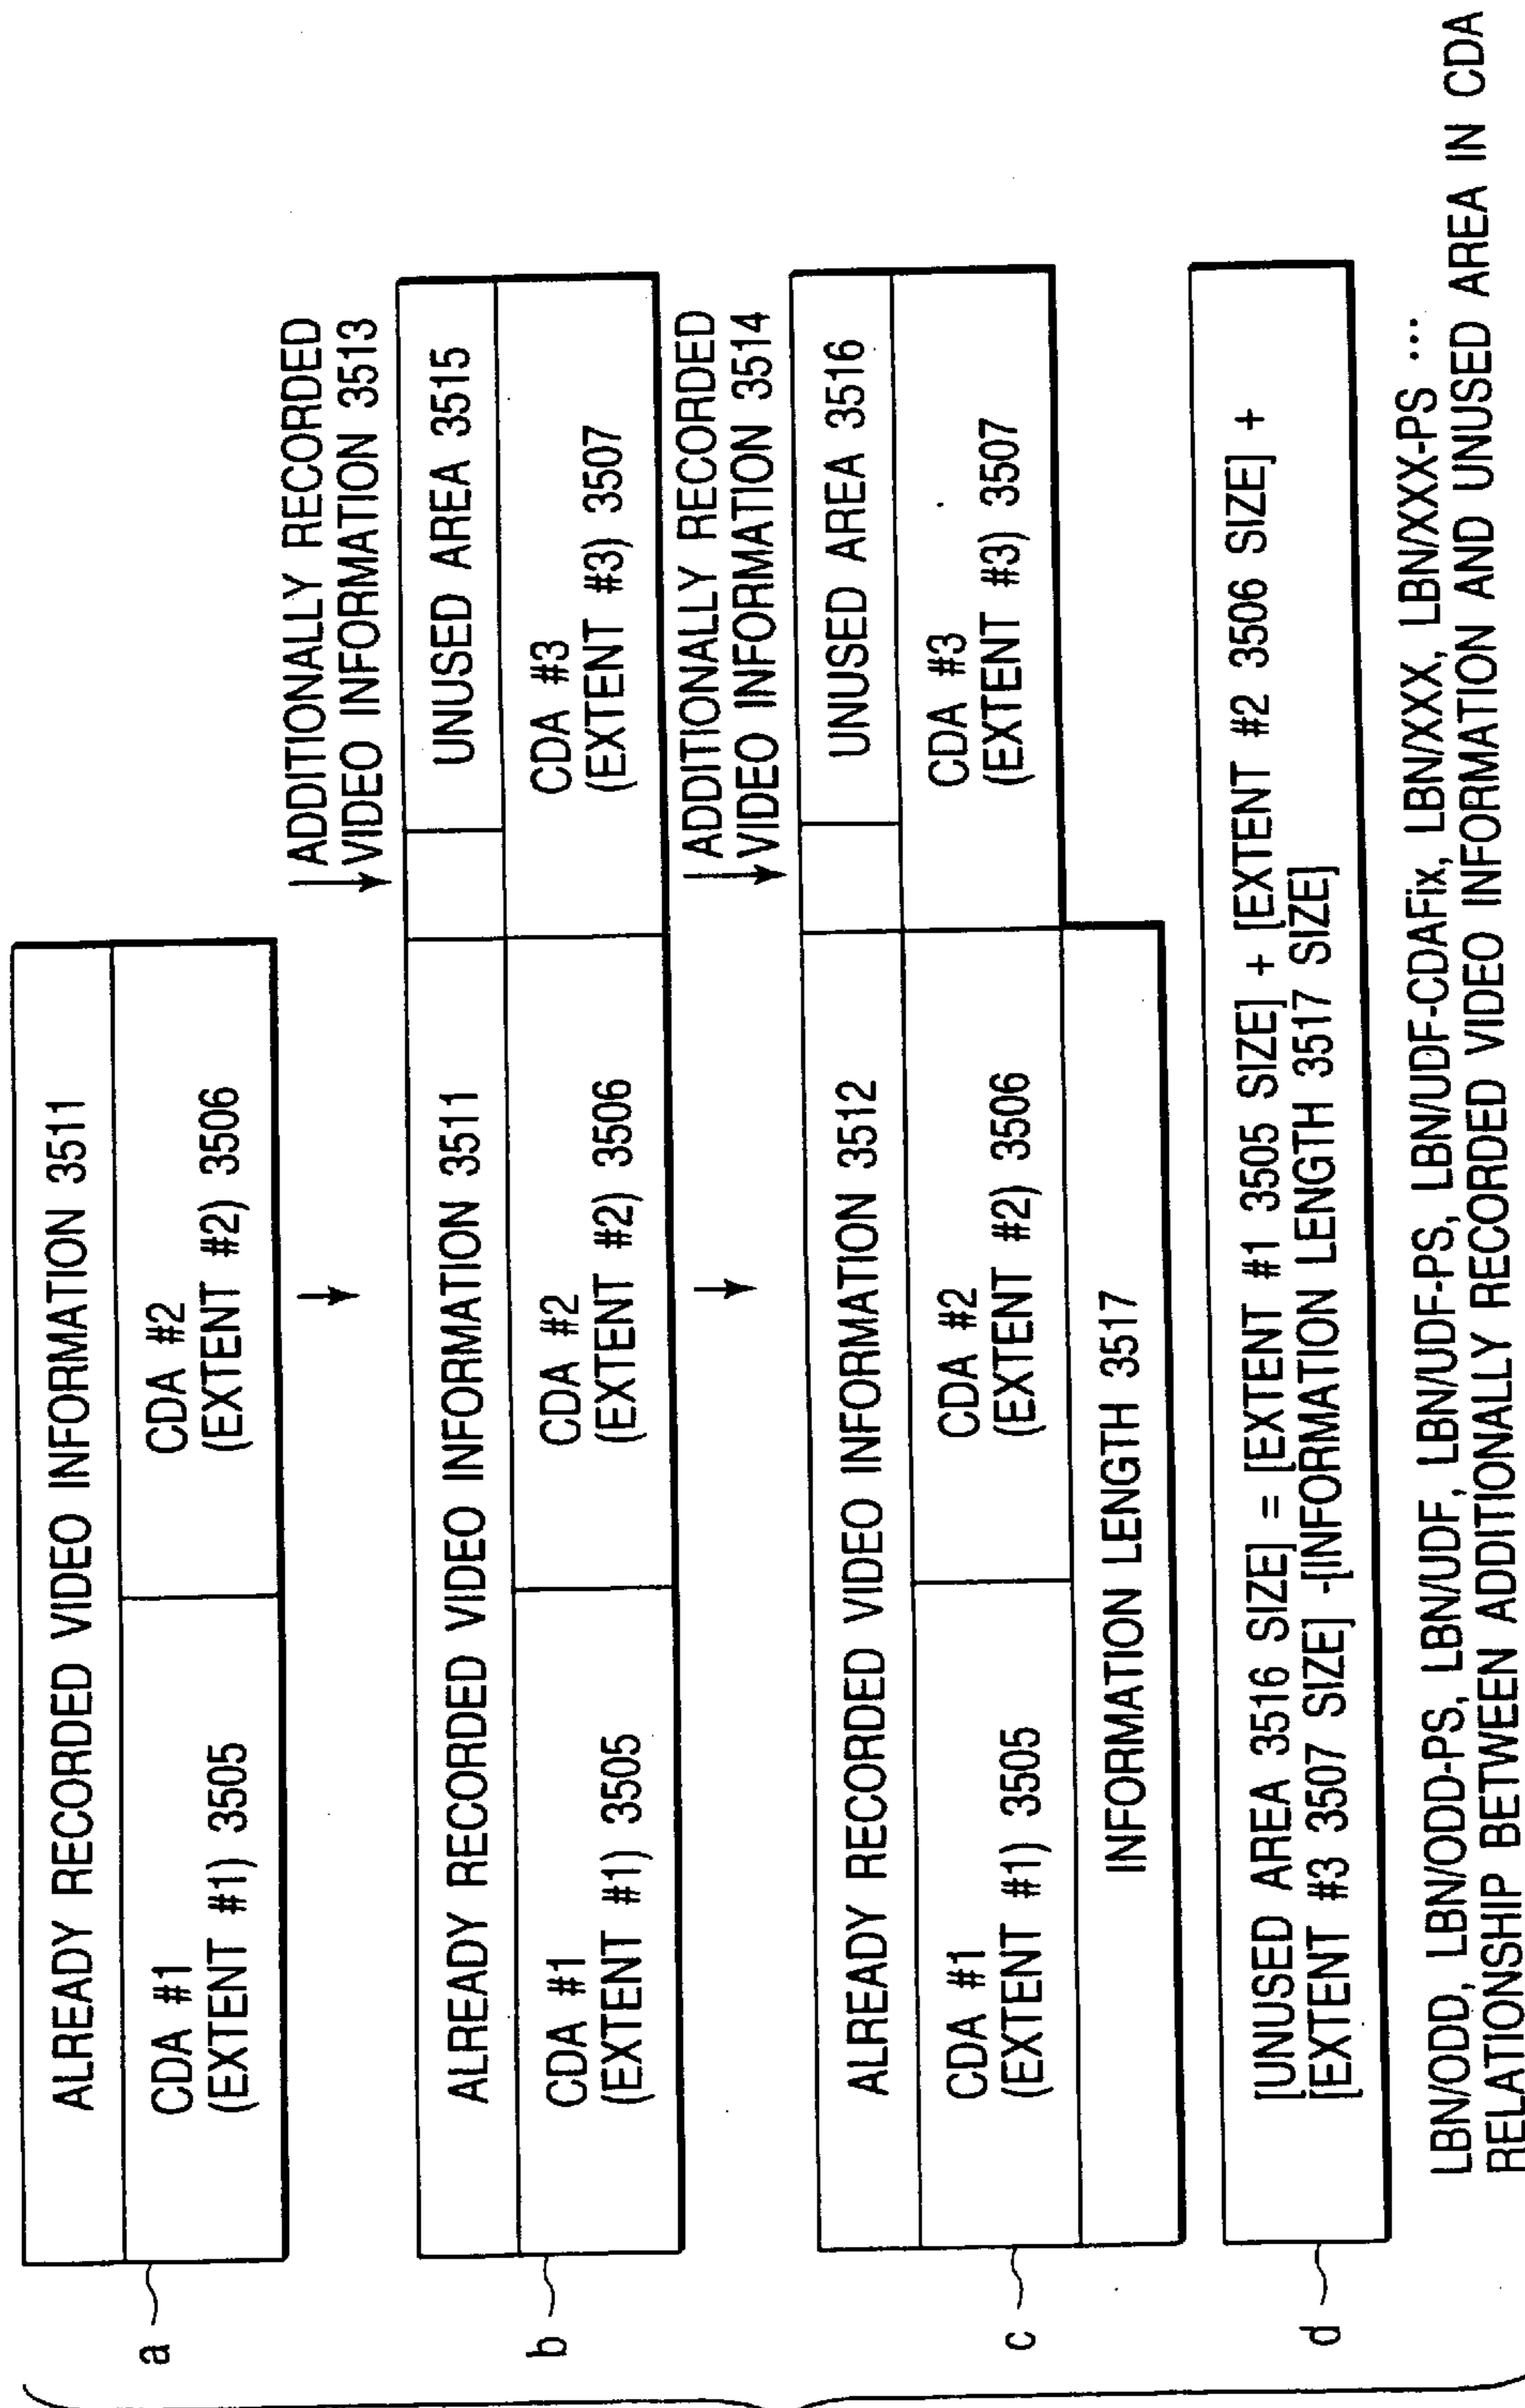 a
ALREADY RECORDED VIDEO INFORMATION 3511
CDA #1
(EXTENT #1) 3505
CDA #2
(EXTENT #2) 3506
ADDITIONALLY RECORDED
VIDEO INFORMATION 3513
b
ALREADY RECORDED VIDEO INFORMATION 3511
UNUSED AREA 3515
CDA #1
(EXTENT #1) 3505
CDA #2
(EXTENT #2) 3506
CDA #3
(EXTENT #3) 3507
ADDITIONALLY RECORDED
VIDEO INFORMATION 3514
c
ALREADY RECORDED VIDEO INFORMATION 3512
UNUSED AREA 3516
CDA #1
(EXTENT #1) 3505
CDA #2
(EXTENT #2) 3506
CDA #3
(EXTENT #3) 3507
INFORMATION LENGTH 3517
d
[UNUSED AREA 3516 SIZE] = [EXTENT #1 3505 SIZE] + [EXTENT #2 3506 SIZE] +
[EXTENT #3 3507 SIZE] -[INFORMATION LENGTH 3517 SIZE]
LBN/ODD, LBN/ODD-PS, LBN/UDF, LBN/UDF-PS, LBN/UDF-CDAFix, LBN/XXX, LBN/XXX-PS ···
RELATIONSHIP BETWEEN ADDITIONALLY RECORDED VIDEO INFORMATION AND UNUSED AREA IN CDA